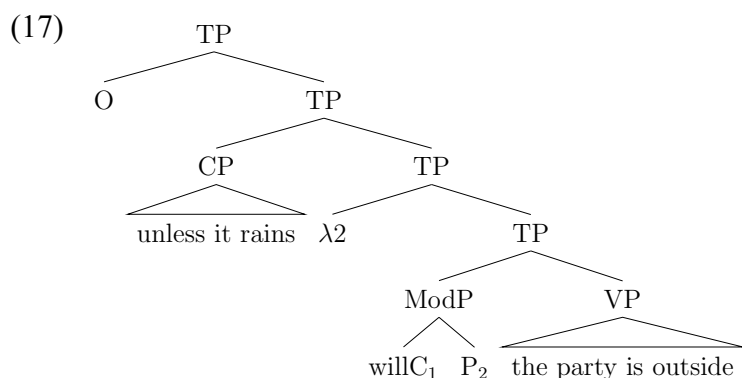 (17)
TP
O TP
CP TP
unless it rains λ2 TP
ModP VP
willC₁ P₂ the party is outside